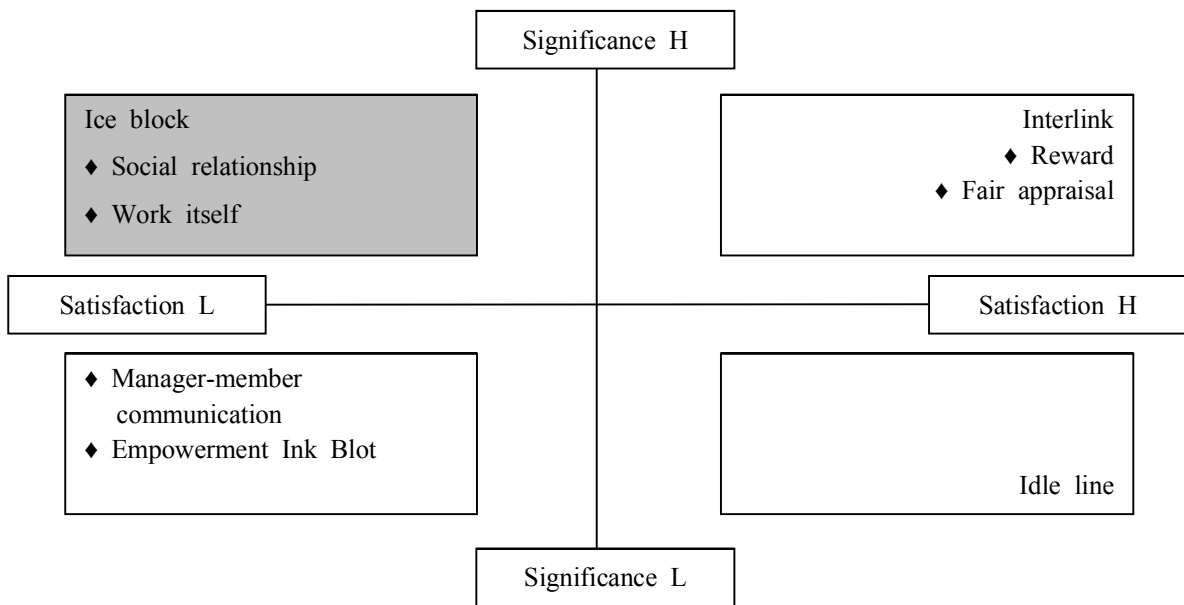 Significance H
Ice block
♦ Social relationship
♦ Work itself
Interlink
♦ Reward
♦ Fair appraisal
Satisfaction L
Satisfaction H
♦ Manager-member
communication
♦ Empowerment Ink Blot
Idle line
Significance L